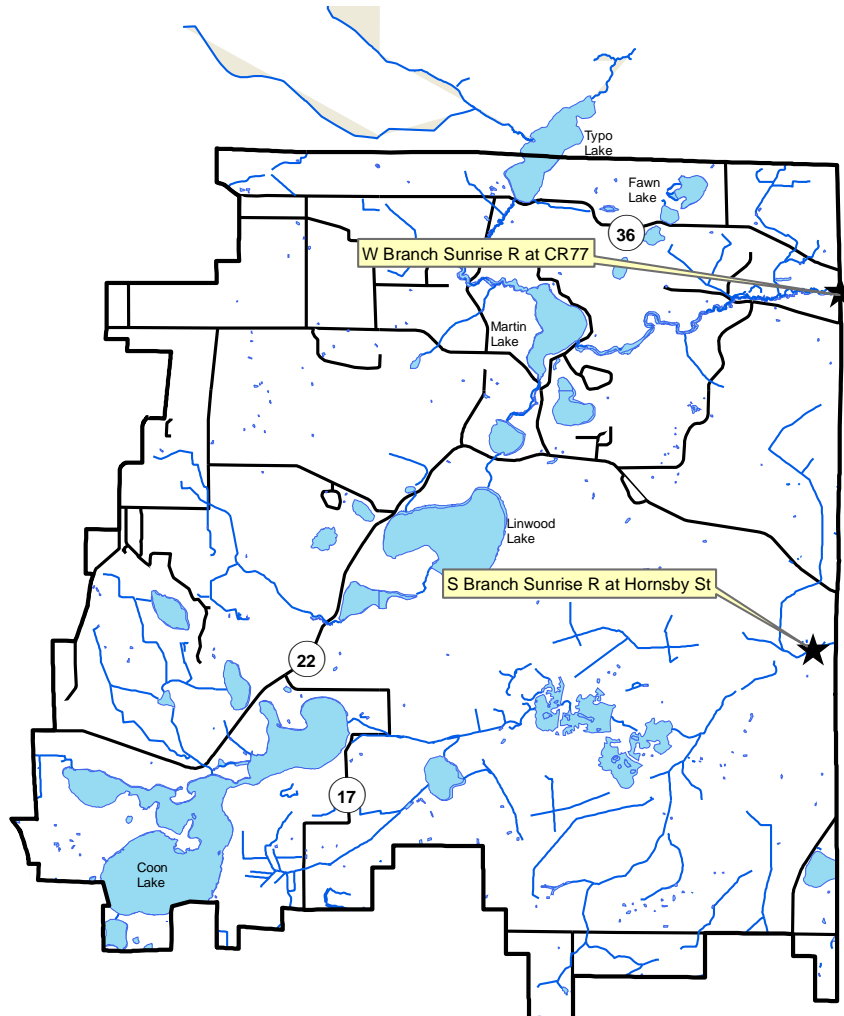 Typo
Lake
Fawn
Lake
36
W Branch Sunrise R at CR77
Martin
Lake
Linwood
Lake
S Branch Sunrise R at Hornsby St
22
17
Coon
Lake